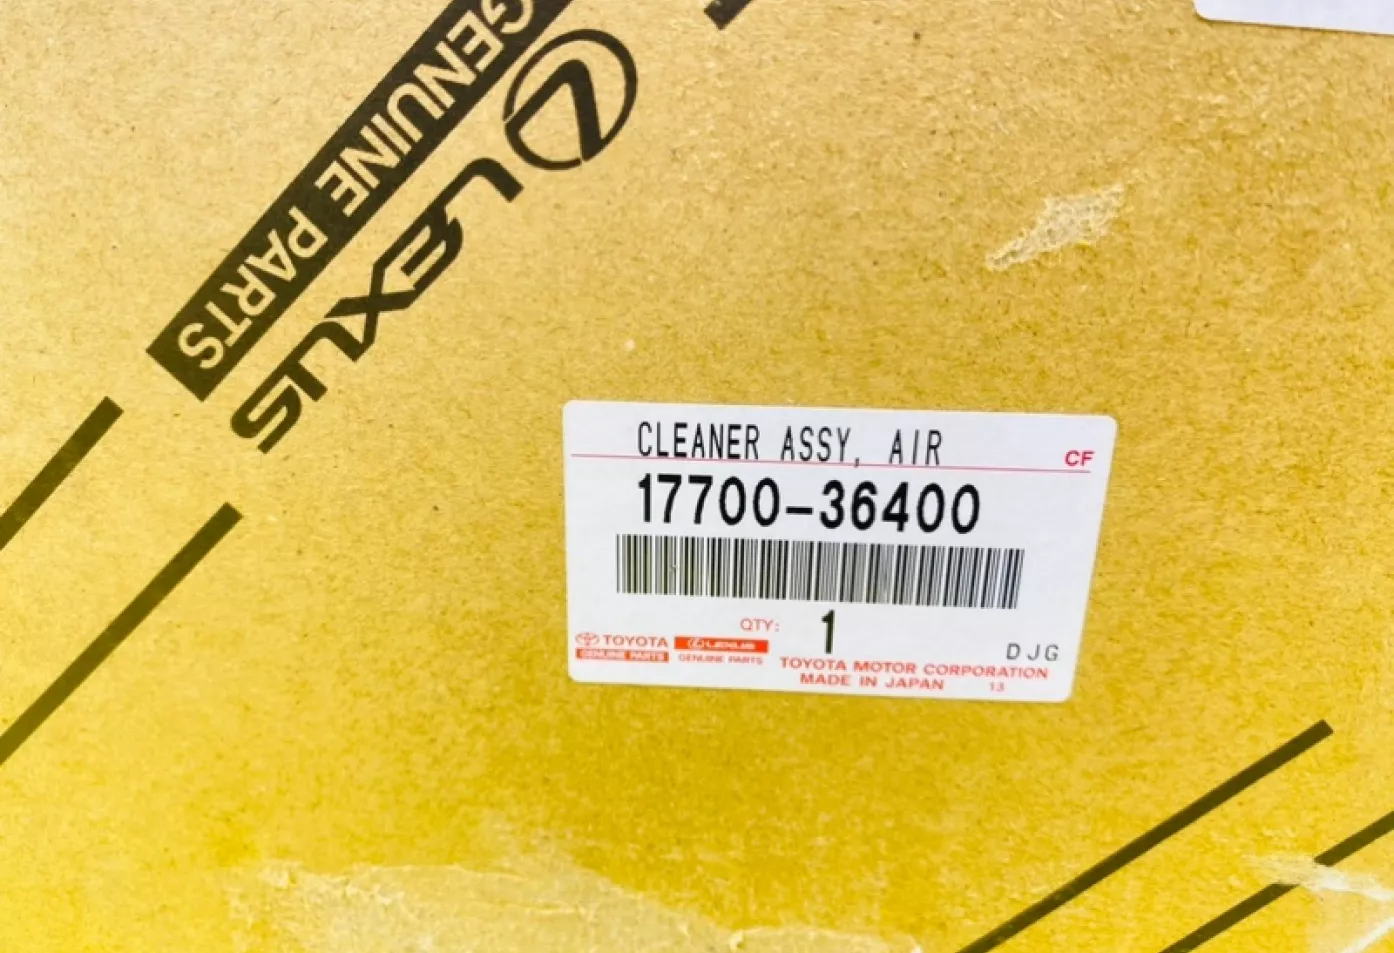 GENUINE PARTS
LEXUS
CLEANER ASSY, AIR
CF
17700-36400
QTY: 1
DJG
TOYOTA
GENUINE PARTS
LEXUS
GENUINE PARTS
TOYOTA MOTOR CORPORATION
MADE IN JAPAN 13